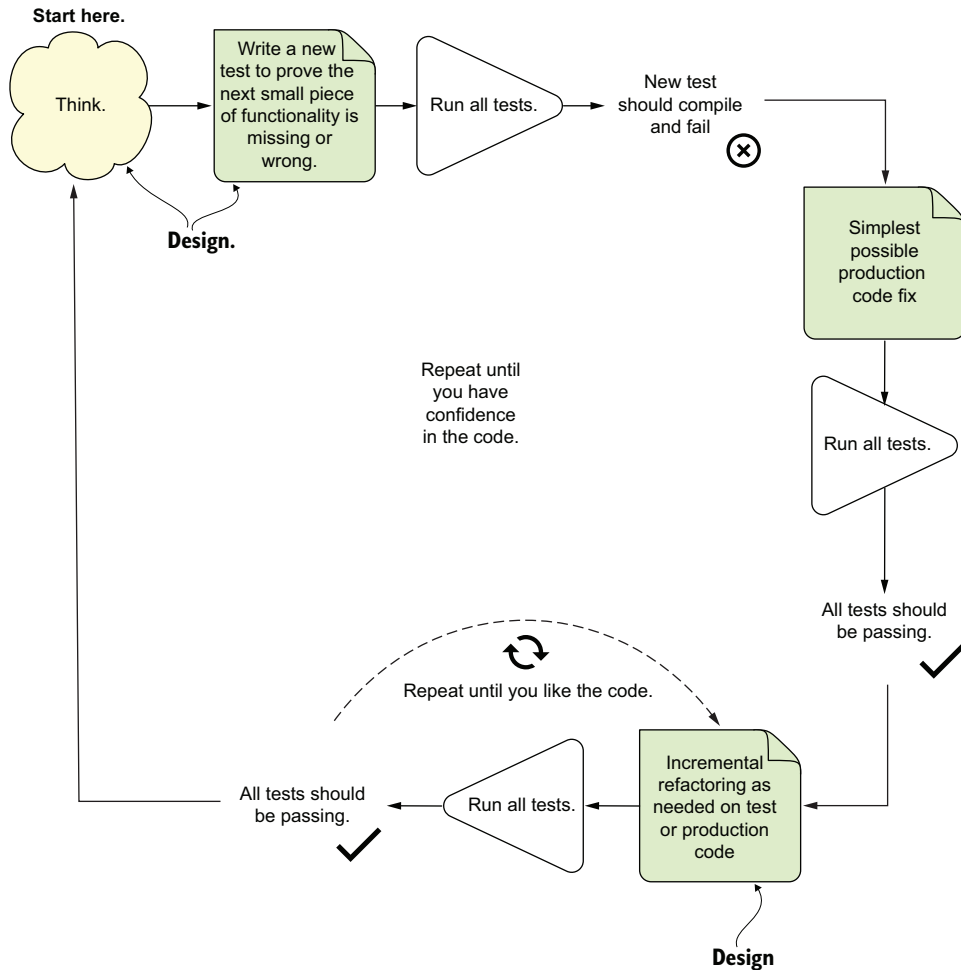 Start here.
Think.
Write a new
test to prove the
next small piece
of functionality is
missing or
wrong.
Run all tests.
New test
should compile
and fail
Design.
Simplest
possible
production
code fix
Repeat until
you have
confidence
in the code.
Run all tests.
All tests should
be passing.
Repeat until you like the code.
Incremental
refactoring as
needed on test
or production
code
Run all tests.
All tests should
be passing.
Design